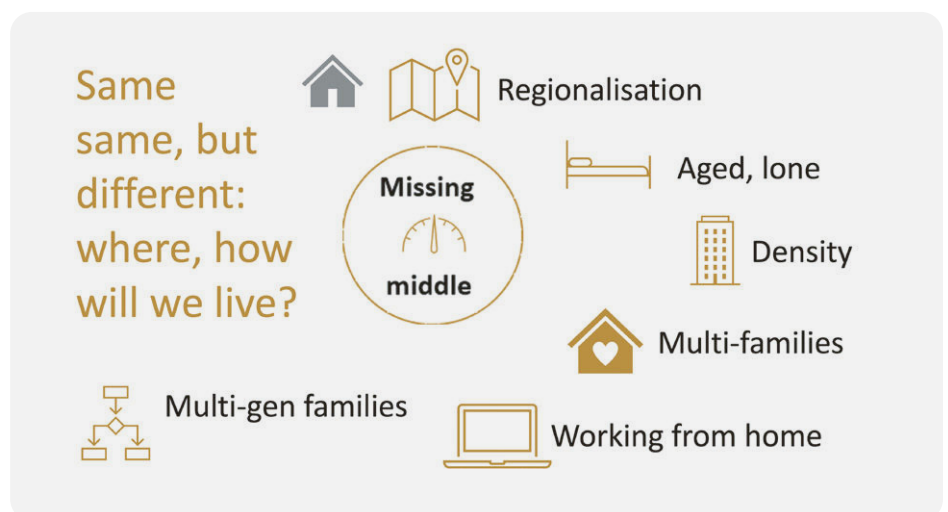 Same
same, but
different:
where, how
will we live?
Regionalisation
Missing
middle
Aged, lone
Density
Multi-families
Multi-gen families
Working from home